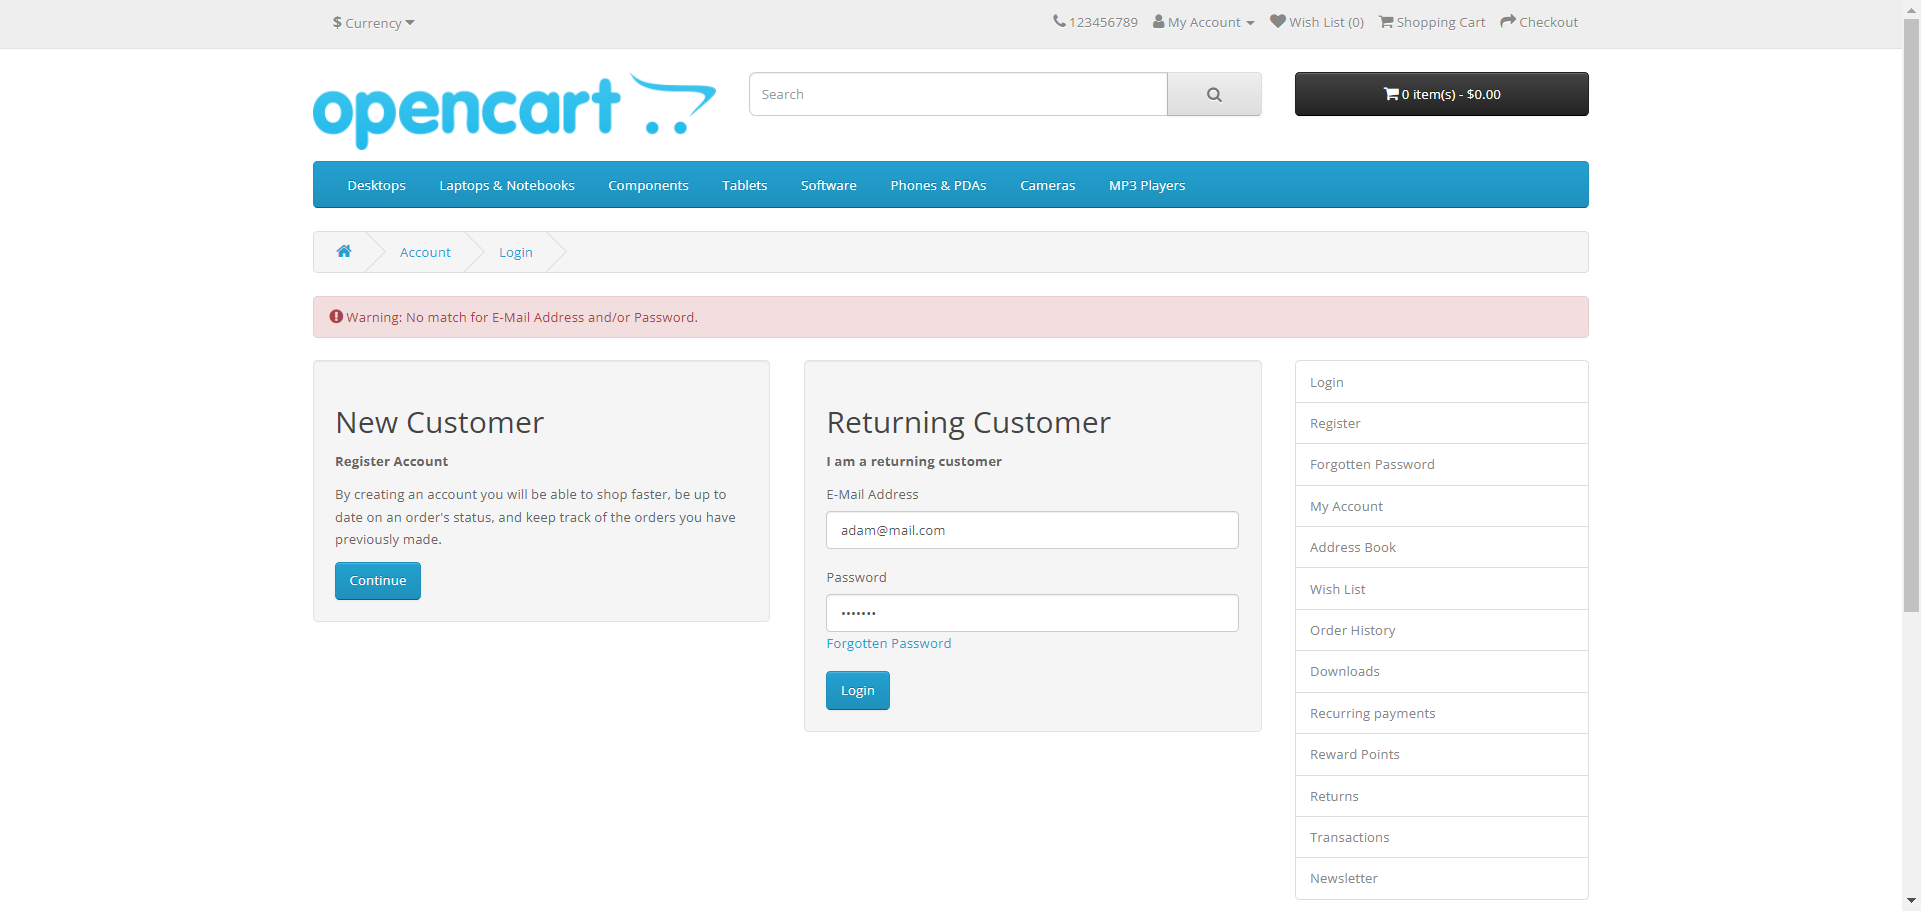 $ Currency
123456789 My Account Wish List (0) Shopping Cart Checkout
opencart
Search
0 item(s) - $0.00
Desktops Laptops & Notebooks Components Tablets Software Phones & PDAs Cameras MP3 Players
Account Login
Warning: No match for E-Mail Address and/or Password.
New Customer
Register Account
By creating an account you will be able to shop faster, be up to
date on an order's status, and keep track of the orders you have
previously made.
Continue
Returning Customer
I am a returning customer
E-Mail Address
adam@mail.com
Password
•••••••
Forgotten Password
Login
Login
Register
Forgotten Password
My Account
Address Book
Wish List
Order History
Downloads
Recurring payments
Reward Points
Returns
Transactions
Newsletter